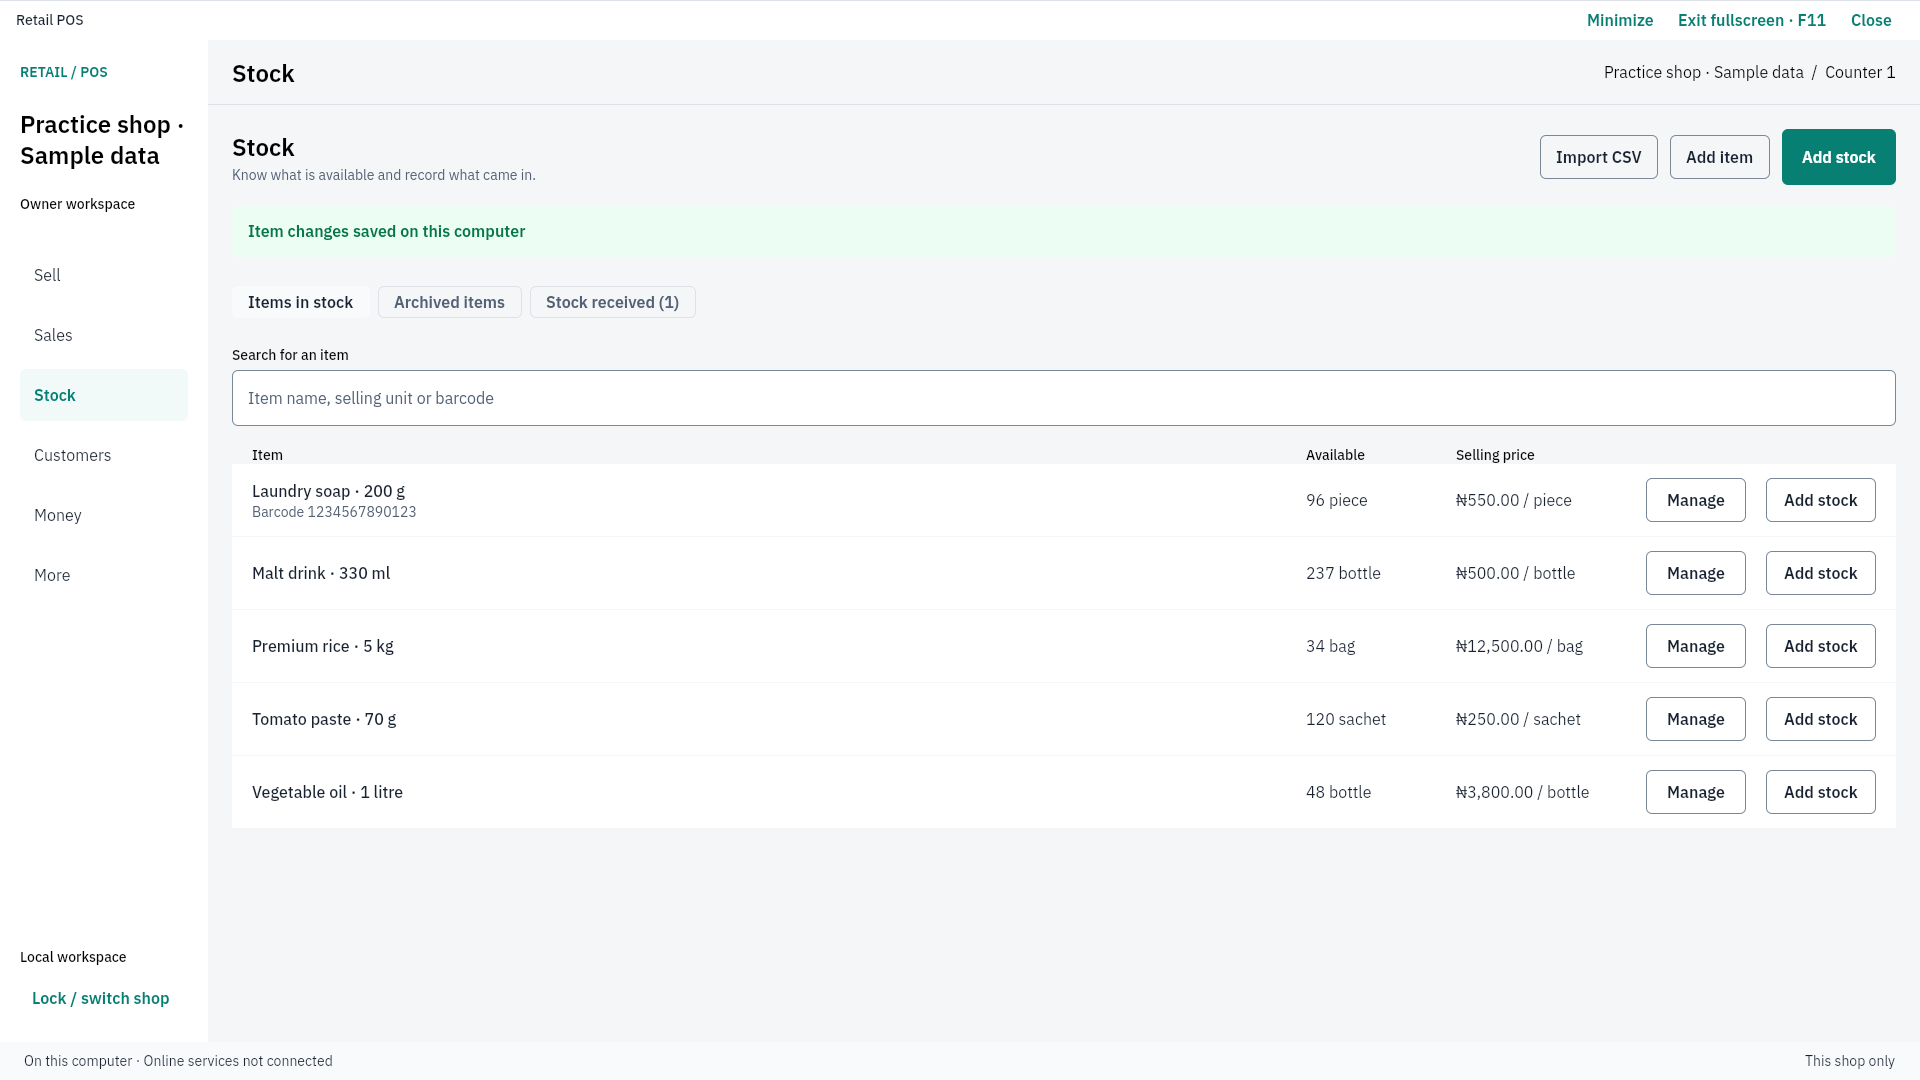 Retail POS
Minimize
Exit fullscreen · F11
Close
RETAIL / POS
Practice shop ·
Sample data
Owner workspace
Sell
Sales
Stock
Customers
Money
More
Local workspace
Lock / switch shop
Stock
Practice shop · Sample data / Counter 1
Stock
Know what is available and record what came in.
Import CSV
Add item
Add stock
Item changes saved on this computer
Items in stock
Archived items
Stock received (1)
Search for an item
Item name, selling unit or barcode
Item Available Selling price
Laundry soap · 200 g
Barcode 1234567890123
96 piece ₦550.00 / piece Manage Add stock
Malt drink · 330 ml 237 bottle ₦500.00 / bottle Manage Add stock
Premium rice · 5 kg 34 bag ₦12,500.00 / bag Manage Add stock
Tomato paste · 70 g 120 sachet ₦250.00 / sachet Manage Add stock
Vegetable oil · 1 litre 48 bottle ₦3,800.00 / bottle Manage Add stock
On this computer · Online services not connected
This shop only